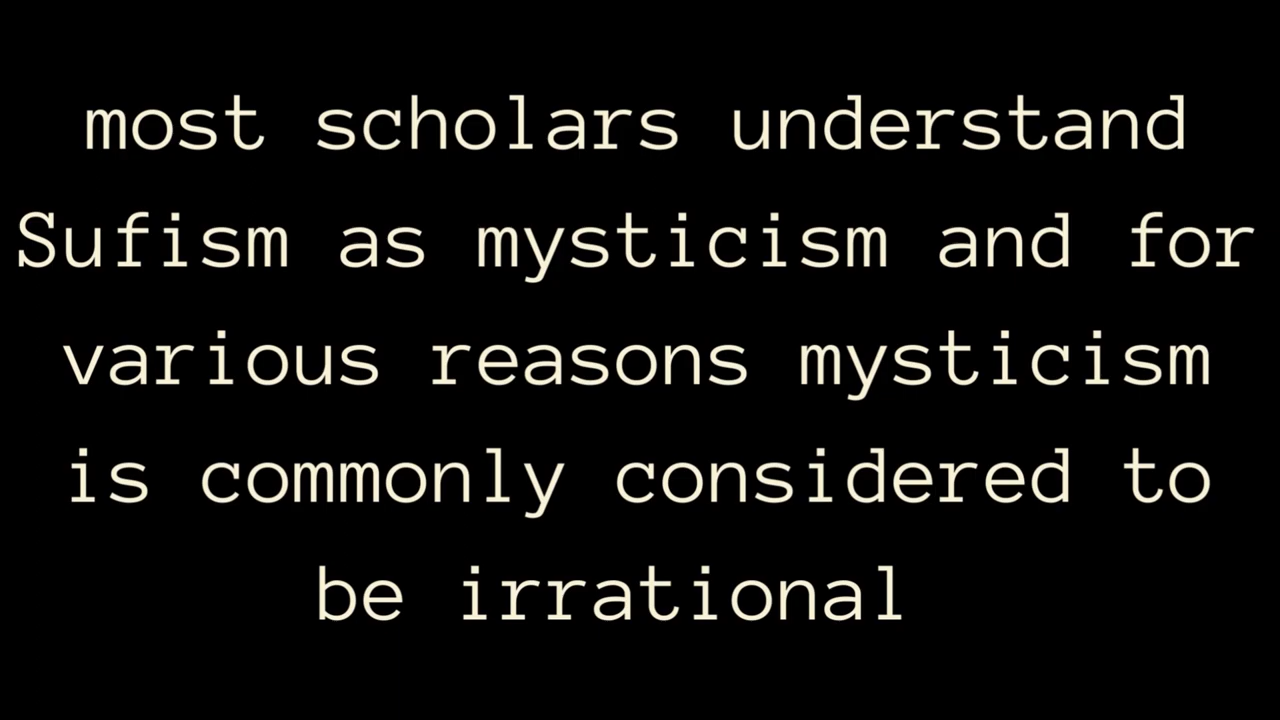 most scholars understand
Sufism as mysticism and for
various reasons mysticism
is commonly considered to
be irrational